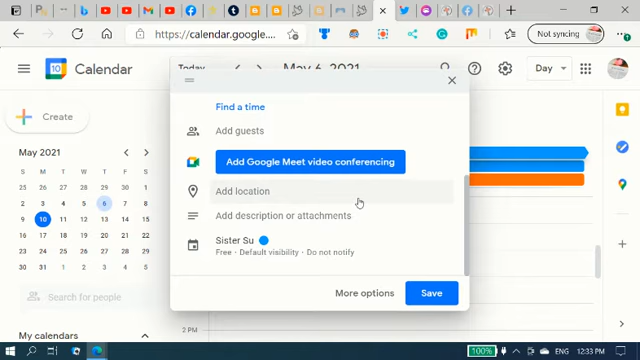 https://calendar.google....
Not syncing
10
Calendar
Today
May 6, 2021
Day
Create
Find a time
Add guests
Add Google Meet video conferencing
Add location
Add description or attachments
Sister Su
Free · Default visibility · Do not notify
More options
Save
May 2021
S M T W T F S
25 26 27 28 29 30 1
2 3 4 5 6 7 8
9 10 11 12 13 14 15
16 17 18 19 20 21 22
23 24 25 26 27 28 29
30 31 1 2 3 4 5
Search for people
My calendars
2 PM
100%
ENG
12:33 PM